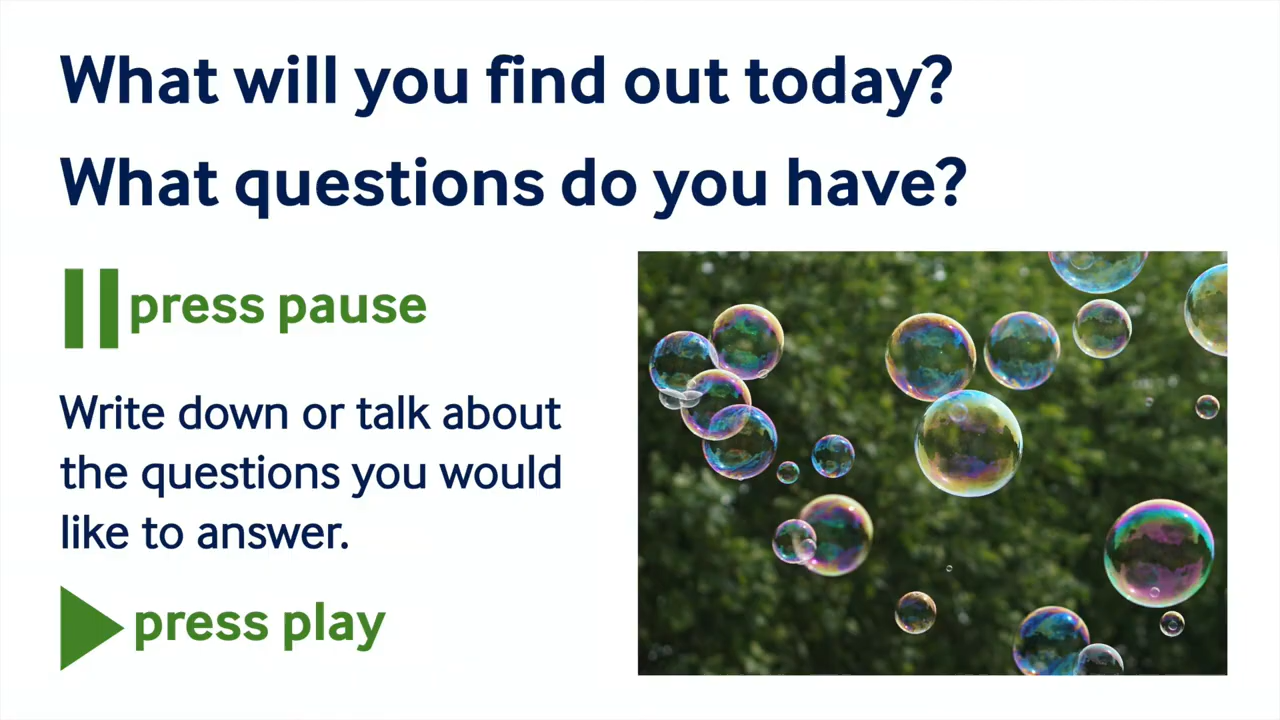 What will you find out today?
What questions do you have?
press pause
Write down or talk about
the questions you would
like to answer.
press play